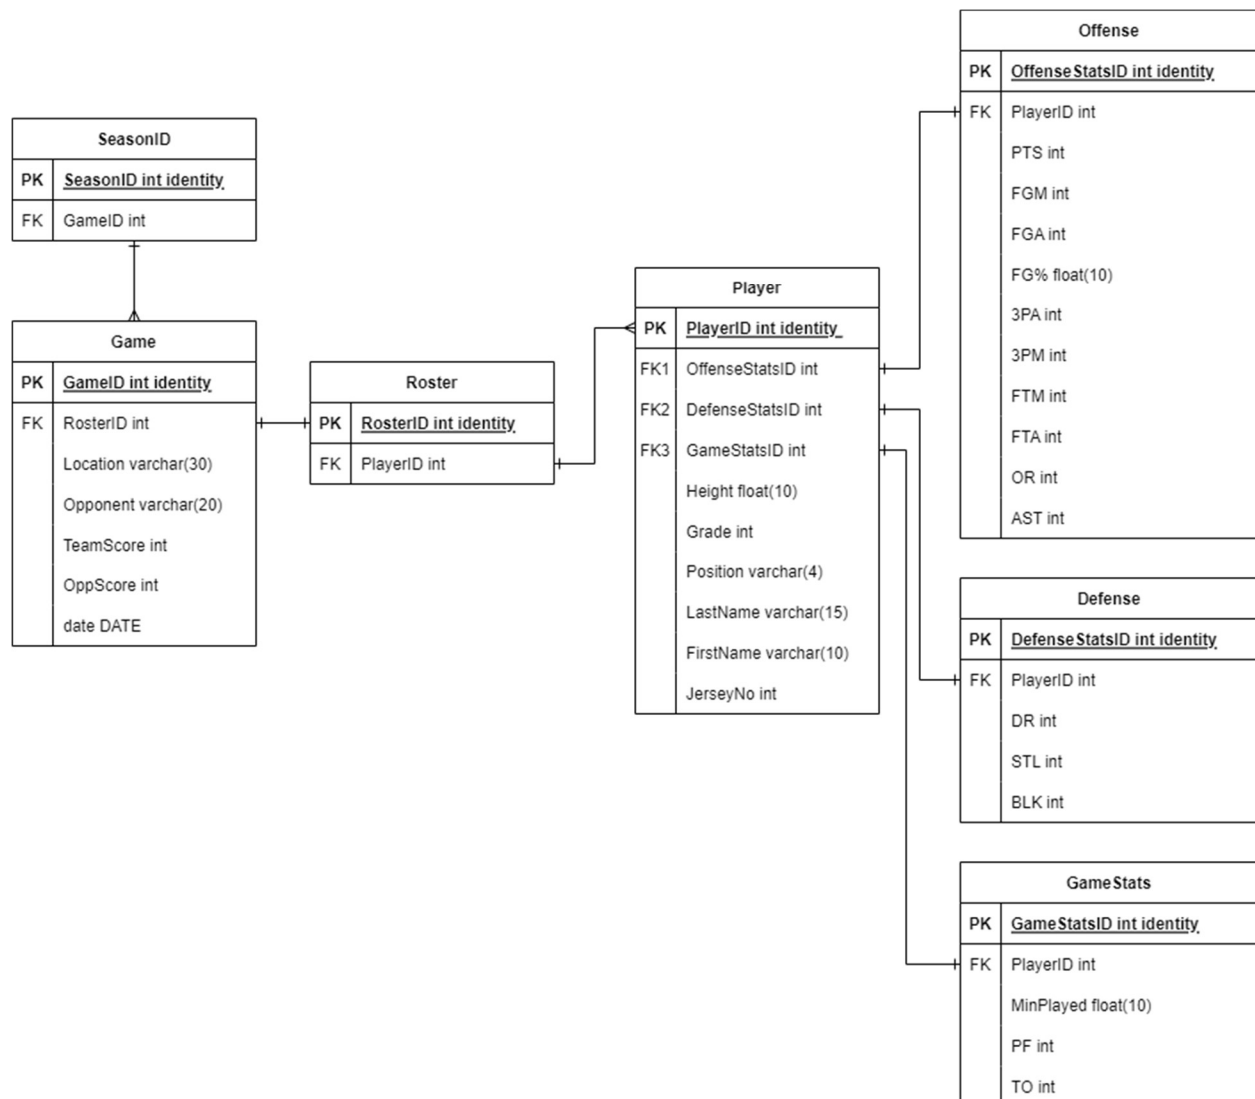 SeasonID
PK SeasonID int identity
FK GameID int
Game
PK GameID int identity
FK RosterID int
Location varchar(30)
Opponent varchar(20)
TeamScore int
OppScore int
date DATE
Roster
PK RosterID int identity
FK PlayerID int
Player
PK PlayerID int identity
FK1 OffenseStatsID int
FK2 DefenseStatsID int
FK3 GameStatsID int
Height float(10)
Grade int
Position varchar(4)
LastName varchar(15)
FirstName varchar(10)
JerseyNo int
Offense
PK OffenseStatsID int identity
FK PlayerID int
PTS int
FGM int
FGA int
FG% float(10)
3PA int
3PM int
FTM int
FTA int
OR int
AST int
Defense
PK DefenseStatsID int identity
FK PlayerID int
DR int
STL int
BLK int
GameStats
PK GameStatsID int identity
FK PlayerID int
MinPlayed float(10)
PF int
TO int